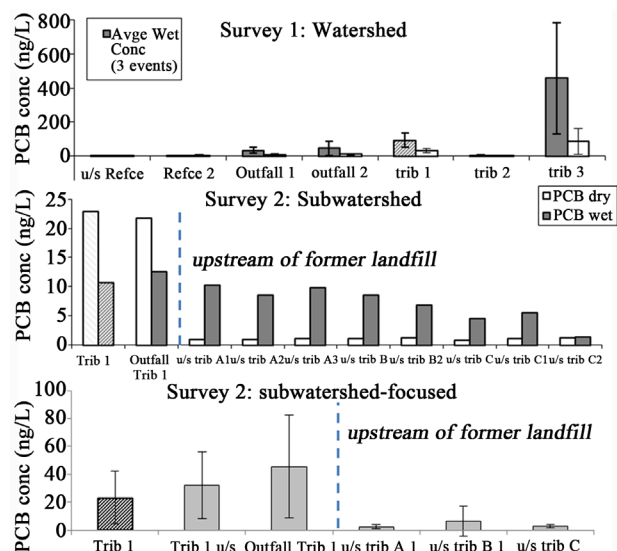 Survey 1: Watershed
Avge Wet
Conc
(3 events)
PCB conc (ng/L)
800
600
400
200
0
u/s Refce Refce 2 Outfall 1 outfall 2 trib 1 trib 2 trib 3
Survey 2: Subwatershed
PCB dry
PCB wet
upstream of former landfill
PCB conc (ng/L)
25
20
15
10
5
0
Trib 1 Outfall Trib 1 u/s trib A1 u/s trib A2 u/s trib A3 u/s trib B u/s trib B2 u/s trib C u/s trib C1 u/s trib C2
Survey 2: subwatershed-focused
upstream of former landfill
PCB conc (ng/L)
100
80
60
40
20
0
Trib 1 Trib 1 u/s Outfall Trib 1 u/s trib A 1 u/s trib B 1 u/s trib C